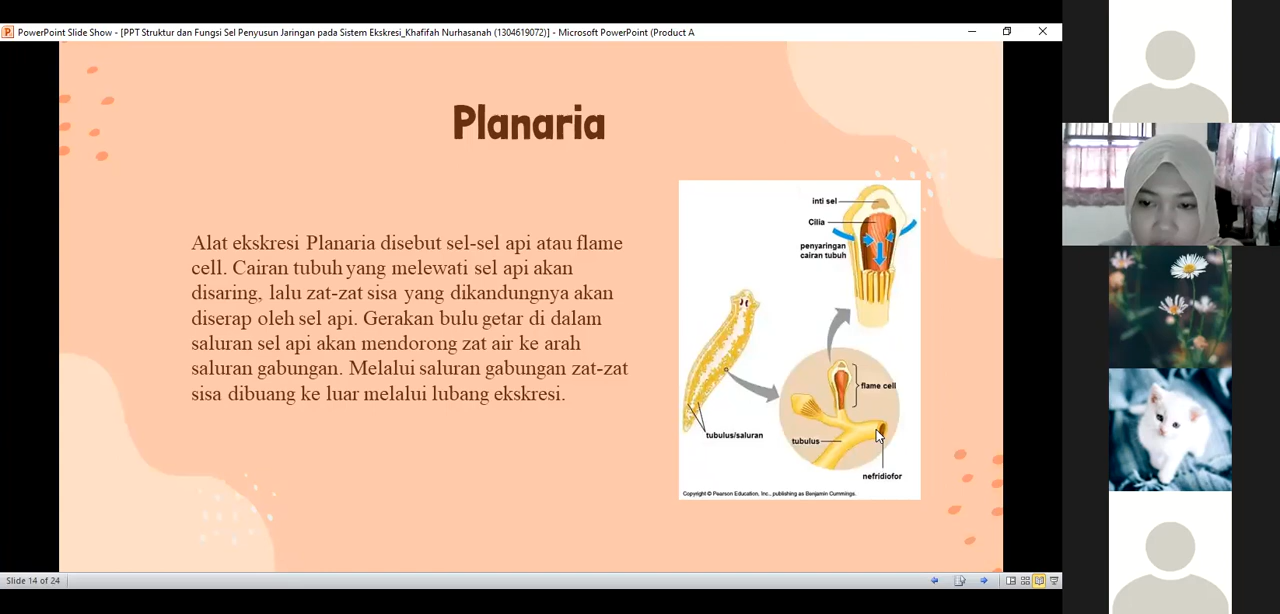 PowerPoint Slide Show - [PPT Struktur dan Fungsi Sel Penyusun Jaringan pada Sistem Ekskresi_Khafifah Nurhasanah (1304619072)] - Microsoft PowerPoint (Product A
Planaria
Alat ekskresi Planaria disebut sel-sel api atau flame
cell. Cairan tubuh yang melewati sel api akan
disaring, lalu zat-zat sisa yang dikandungnya akan
diserap oleh sel api. Gerakan bulu getar di dalam
saluran sel api akan mendorong zat air ke arah
saluran gabungan. Melalui saluran gabungan zat-zat
sisa dibuang ke luar melalui lubang ekskresi.
inti sel
Cilia
penyaringan
cairan tubuh
flame cell
tubulus/saluran
tubulus
nefridiofor
Copyright © Pearson Education, Inc., publishing as Benjamin Cummings.
Slide 14 of 24